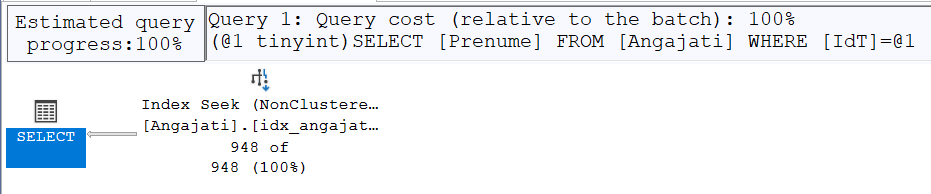 Estimated query
progress:100%
Query 1: Query cost (relative to the batch): 100%
(@1 tinyint)SELECT [Prenume] FROM [Angajati] WHERE [IdT]=@1
Index Seek (NonClustere…
[Angajati].[idx_angajat…
948 of
948 (100%)
SELECT